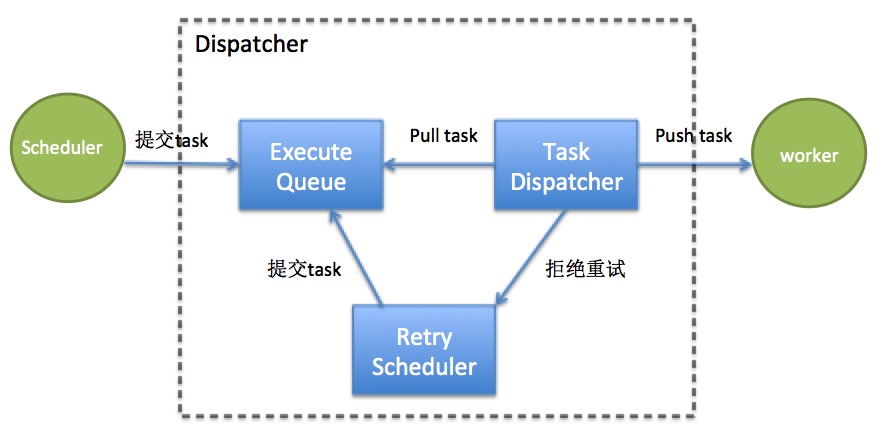 Dispatcher
Scheduler
提交task
Execute
Queue
Pull task
Task
Dispatcher
Push task
worker
提交task
拒绝重试
Retry
Scheduler